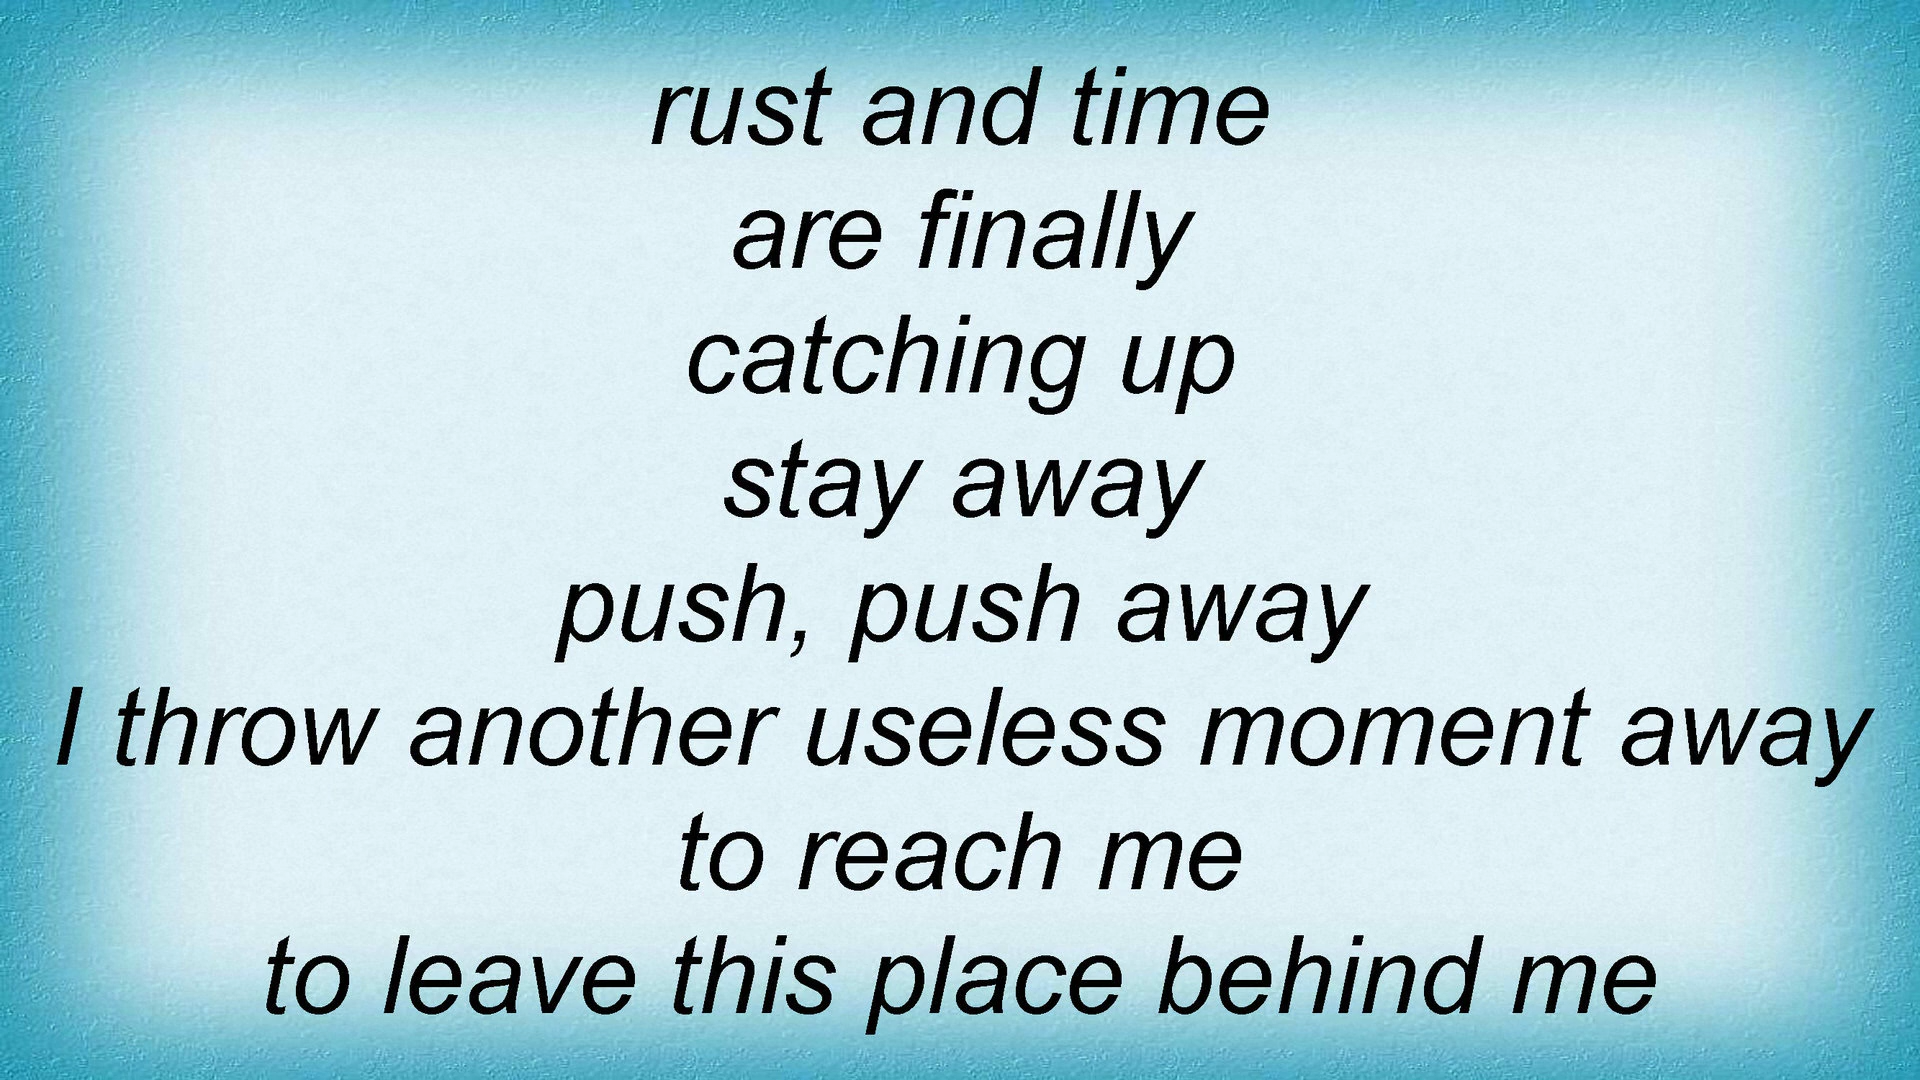 rust and time
are finally
catching up
stay away
push, push away
I throw another useless moment away
to reach me
to leave this place behind me